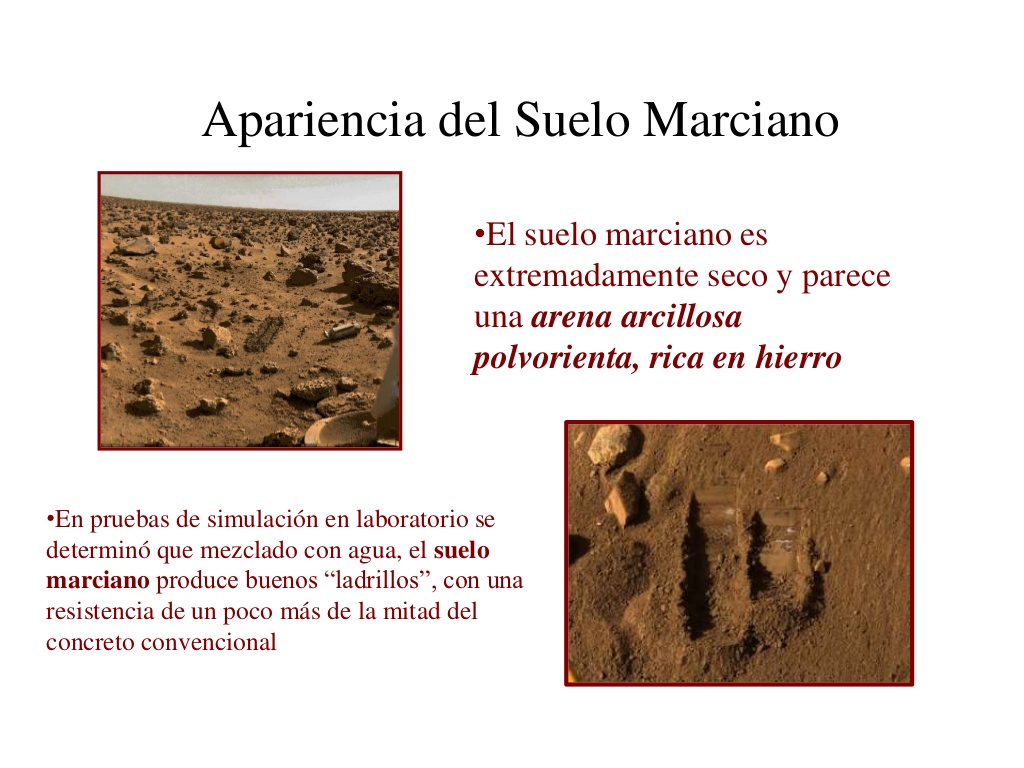 Apariencia del Suelo Marciano
•El suelo marciano es
extremadamente seco y parece
una arena arcillosa
polvorienta, rica en hierro
•En pruebas de simulación en laboratorio se
determinó que mezclado con agua, el suelo
marciano produce buenos “ladrillos”, con una
resistencia de un poco más de la mitad del
concreto convencional